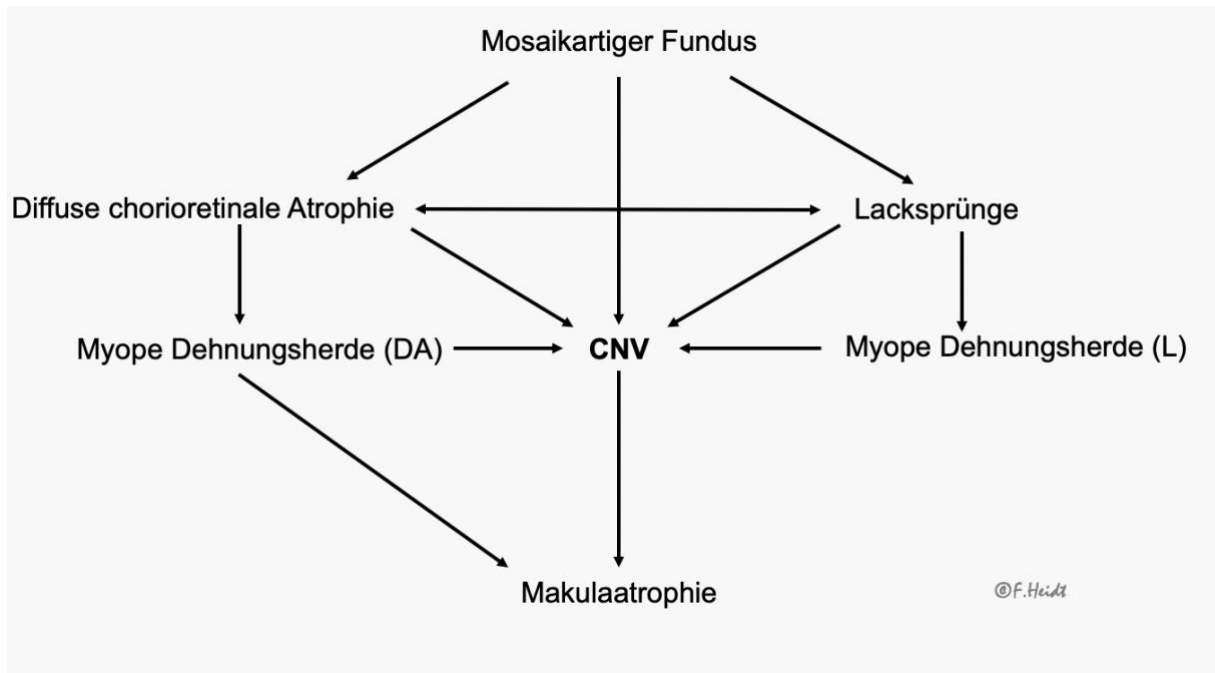 Mosaikartiger Fundus
Diffuse chorioretinale Atrophie
Lacksprünge
Myope Dehnungsherde (DA)
CNV
Myope Dehnungsherde (L)
Makulaatrophie
@F.Heidt